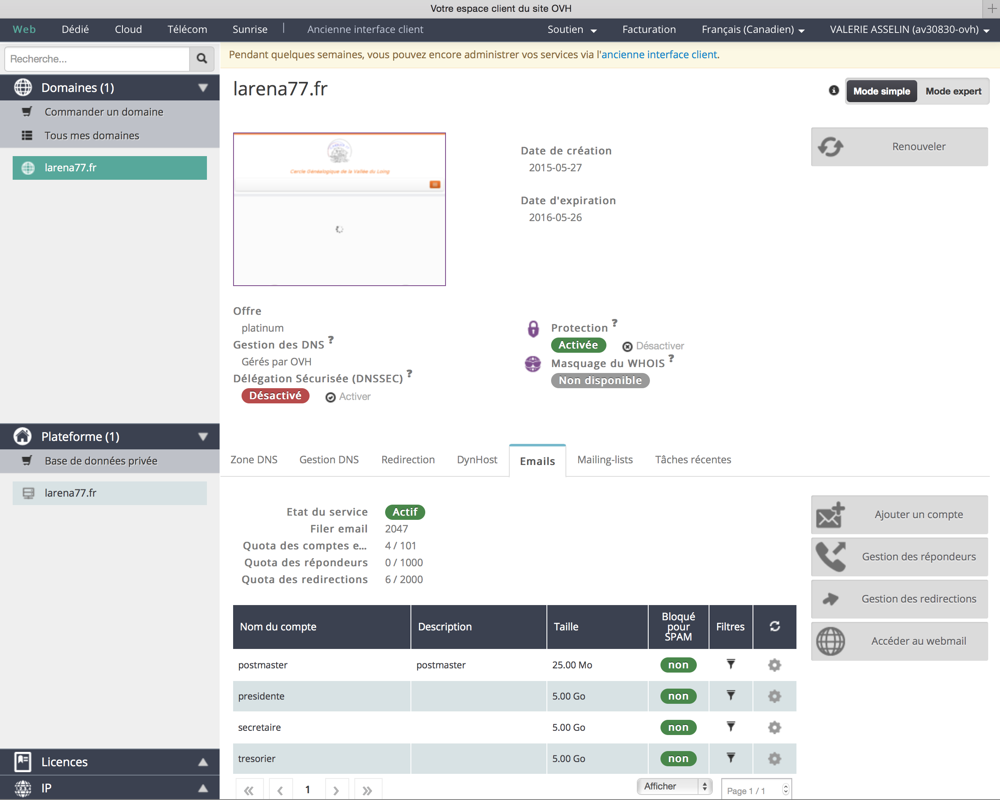 Votre espace client du site OVH
Web Dédié Cloud Télécom Sunrise Ancienne interface client Soutien Facturation Français (Canadien) VALERIE ASSELIN (av30830-ovh)
Recherche...
Pendant quelques semaines, vous pouvez encore administrer vos services via l'ancienne interface client.
Domaines (1)
Commander un domaine
Tous mes domaines
larena77.fr
Plateforme (1)
Base de données privée
larena77.fr
Licences
IP
larena77.fr
Mode simple Mode expert
Renouveler
Cercle Généalogique de la Vallée du Loing
Date de création
2015-05-27
Date d'expiration
2016-05-26
Offre
platinum
Gestion des DNS ?
Gérés par OVH
Délégation Sécurisée (DNSSEC) ?
Désactivé Activer
Protection ?
Activée Désactiver
Masquage du WHOIS ?
Non disponible
Zone DNS Gestion DNS Redirection DynHost Emails Mailing-lists Tâches récentes
Etat du service Actif
Filer email 2047
Quota des comptes e... 4 / 101
Quota des répondeurs 0 / 1000
Quota des redirections 6 / 2000
Ajouter un compte
Gestion des répondeurs
Gestion des redirections
Accéder au webmail
Nom du compte Description Taille Bloqué pour SPAM Filtres
postmaster postmaster 25.00 Mo non
presidente 5.00 Go non
secretaire 5.00 Go non
tresorier 5.00 Go non
« ‹ 1 › » Afficher Page 1 / 1